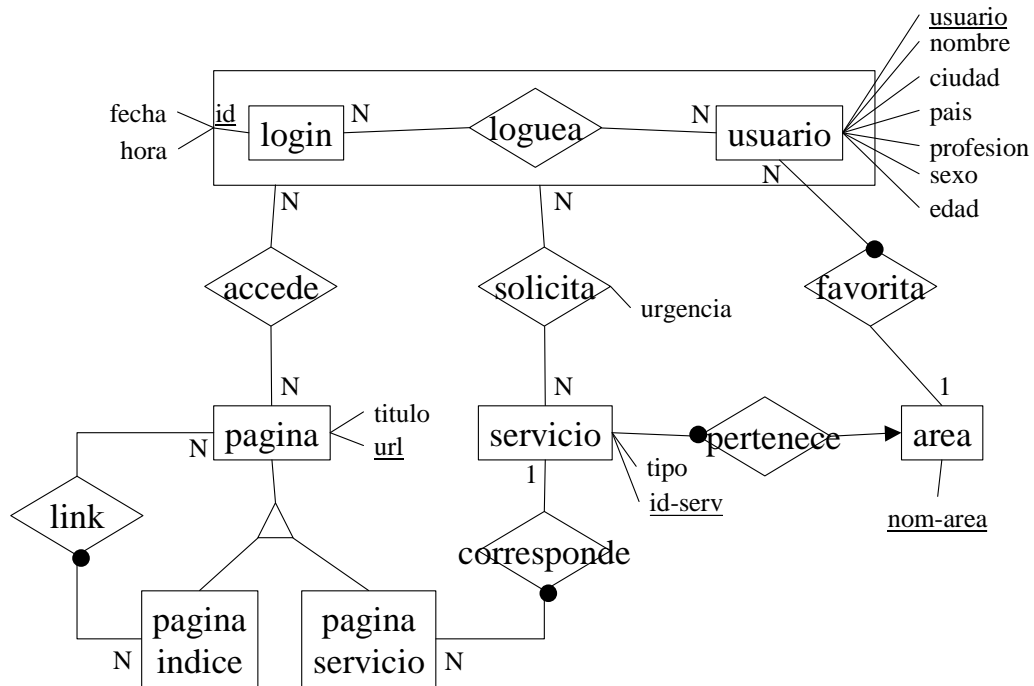 usuario
nombre
ciudad
pais
profesion
sexo
edad
fecha
hora
id
login
N
loguea
N
usuario
N
N
N
accede
solicita
urgencia
favorita
N
N
1
N
pagina
titulo
url
servicio
pertenece
area
tipo
id-serv
1
nom-area
link
corresponde
N
pagina
indice
pagina
servicio
N